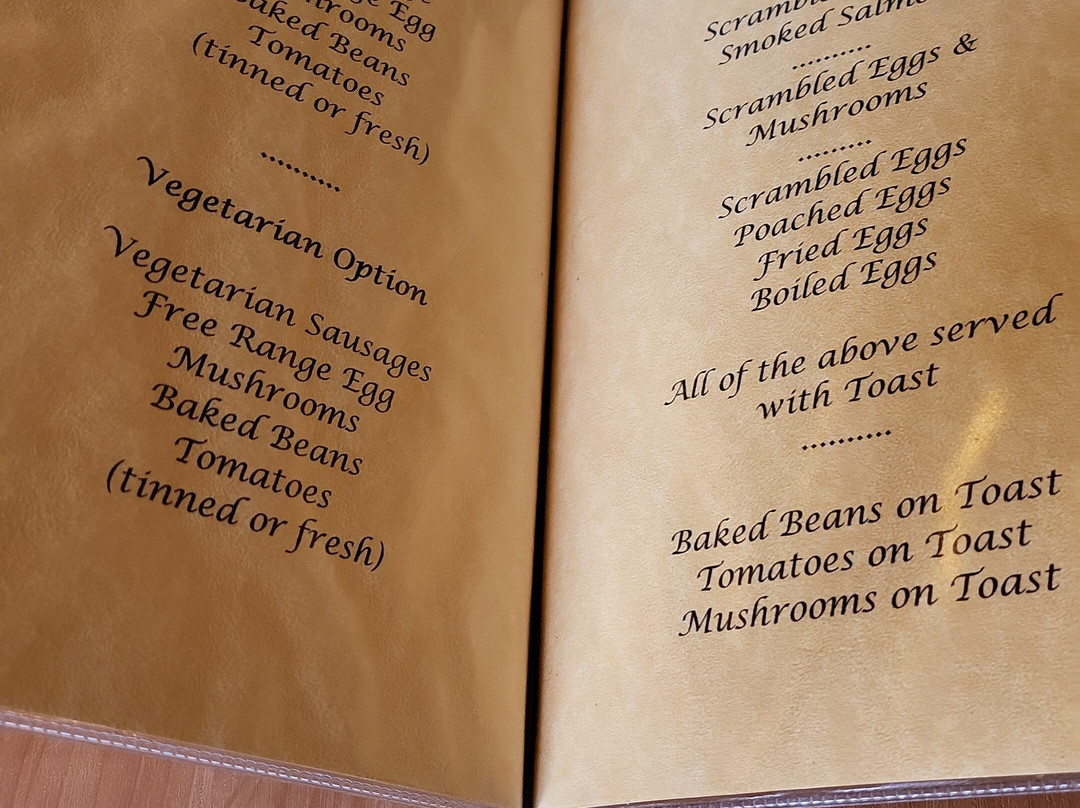 Egg
Baked Beans
Tomatoes
(tinned or fresh)
..........
Vegetarian Option
Vegetarian Sausages
Free Range Egg
Mushrooms
Baked Beans
Tomatoes
(tinned or fresh)
Smoked
..........
Scrambled Eggs &
Mushrooms
..........
Scrambled Eggs
Poached Eggs
Fried Eggs
Boiled Eggs
All of the above served
with Toast
..........
Baked Beans on Toast
Tomatoes on Toast
Mushrooms on Toast